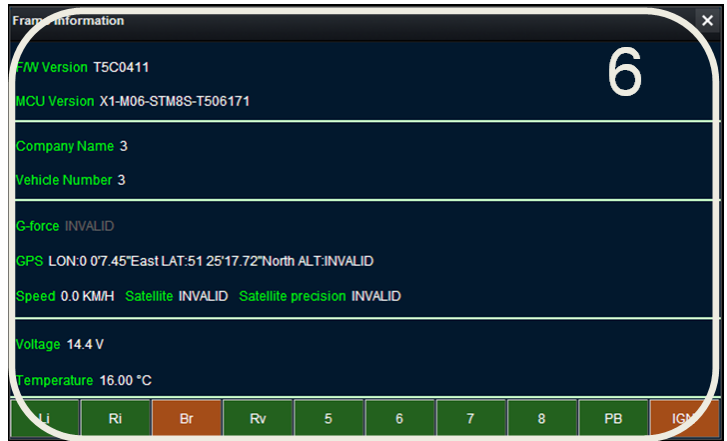 Frame Information
6
F/W Version T5C0411
MCU Version X1-M06-STM8S-T506171
Company Name 3
Vehicle Number 3
G-force INVALID
GPS LON:0 0'7.45"East LAT:51 25'17.72"North ALT:INVALID
Speed 0.0 KM/H Satellite INVALID Satellite precision INVALID
Voltage 14.4 V
Temperature 16.00 °C
Li Ri Br Rv 5 6 7 8 PB IGN